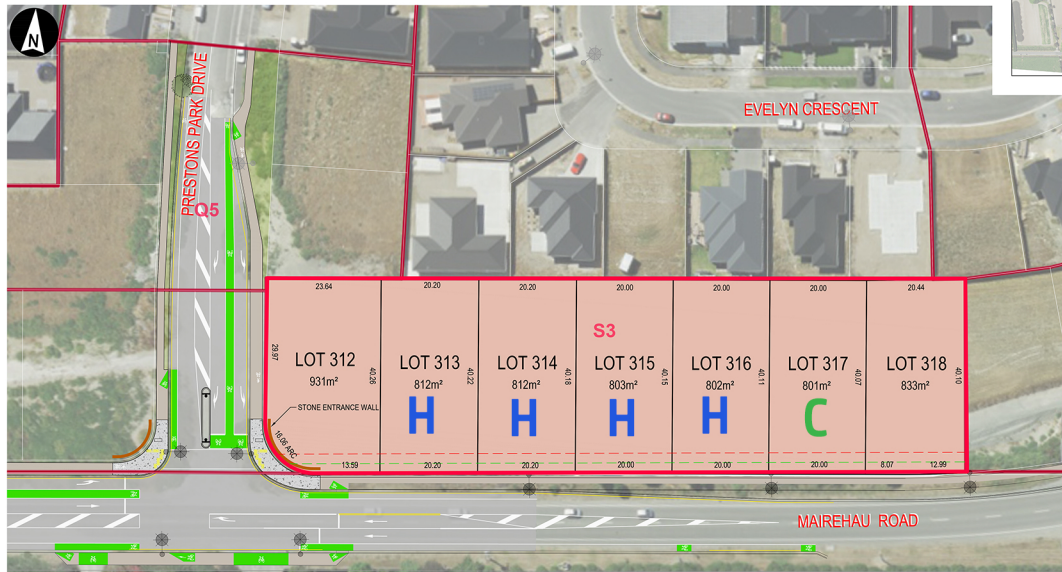 N
PRESTONS PARK DRIVE
Q5
EVELYN CRESCENT
23.64
20.20
20.20
20.00
20.00
20.00
20.44
S3
29.97
LOT 312
931m²
40.26
LOT 313
812m²
40.22
LOT 314
812m²
40.18
LOT 315
803m²
40.15
LOT 316
802m²
40.11
LOT 317
801m²
40.07
LOT 318
833m²
40.10
H
H
H
H
C
STONE ENTRANCE WALL
16.06 ARC
13.59
20.20
20.20
20.00
20.00
20.00
8.07
12.99
MAIREHAU ROAD